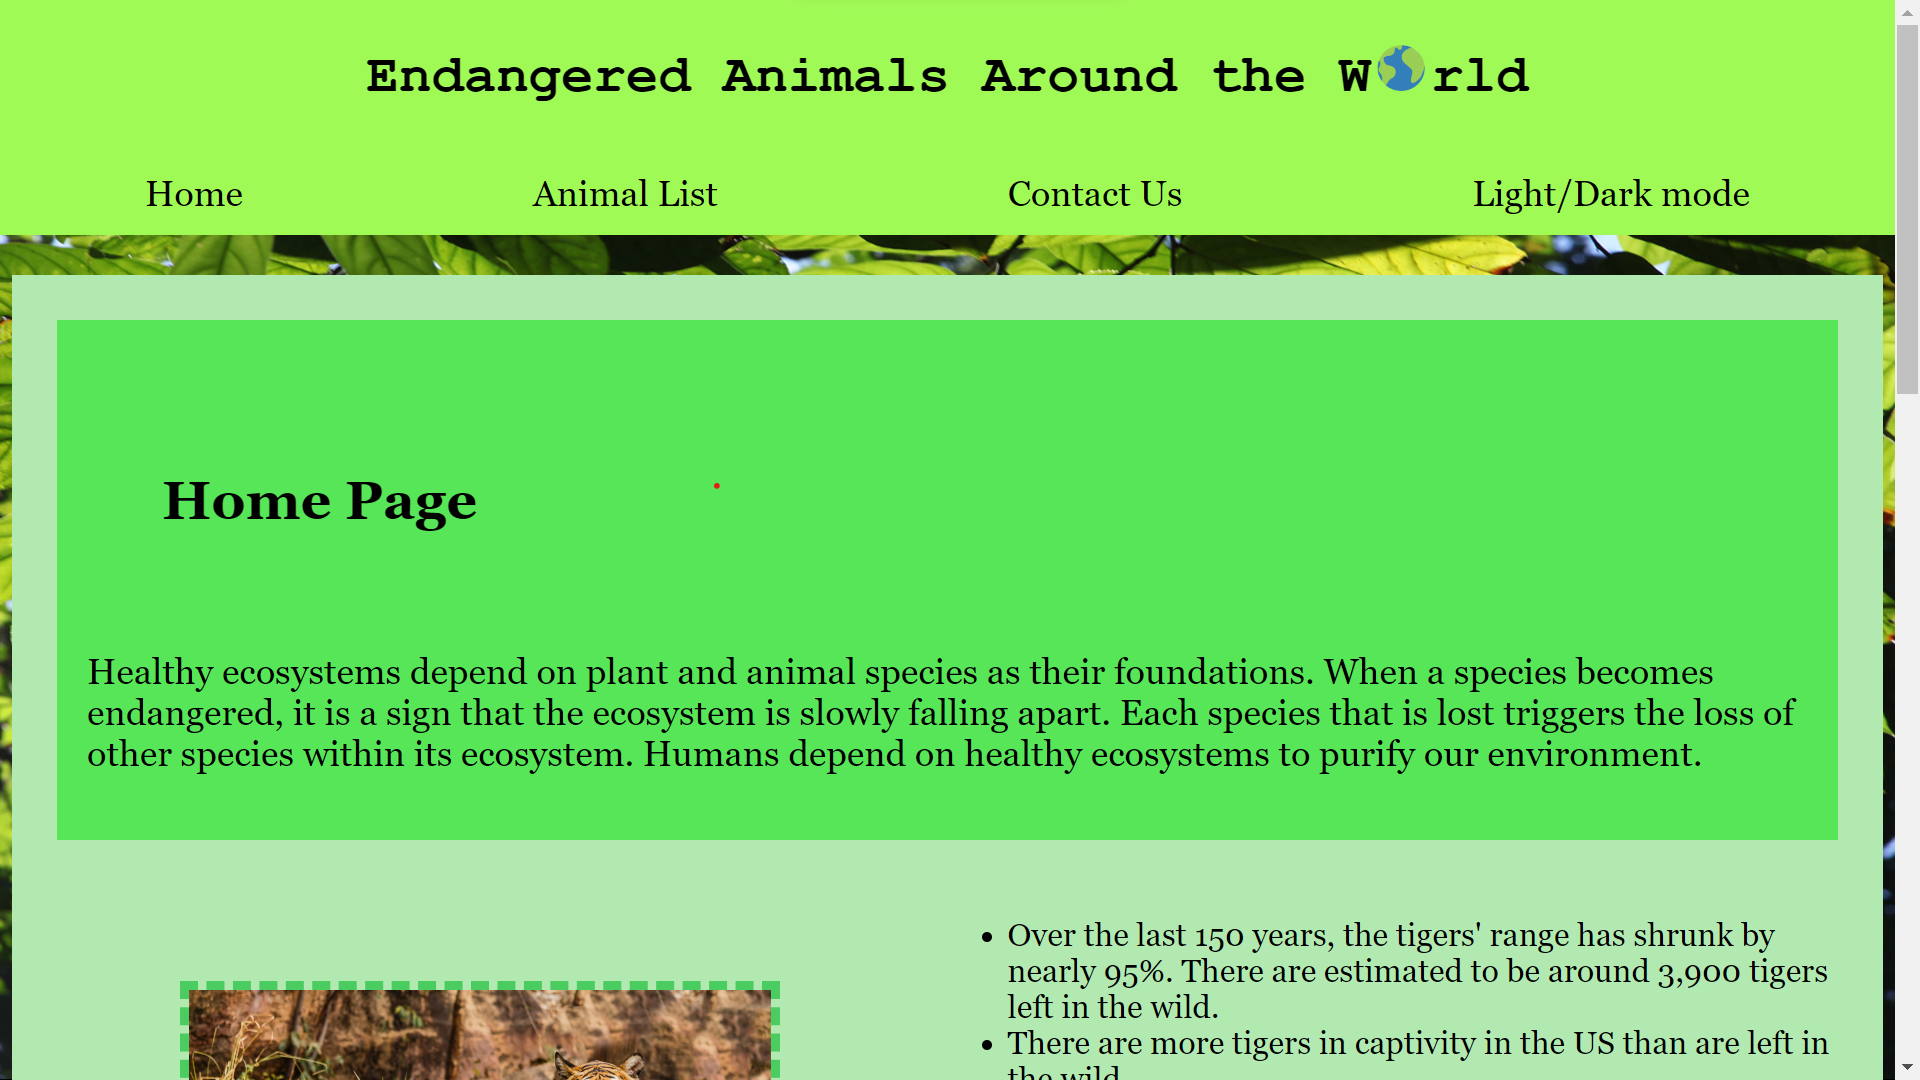 Endangered Animals Around the W🌎rld
Home Animal List Contact Us Light/Dark mode
Home Page
Healthy ecosystems depend on plant and animal species as their foundations. When a species becomes
endangered, it is a sign that the ecosystem is slowly falling apart. Each species that is lost triggers the loss of
other species within its ecosystem. Humans depend on healthy ecosystems to purify our environment.
• Over the last 150 years, the tigers' range has shrunk by
nearly 95%. There are estimated to be around 3,900 tigers
left in the wild.
• There are more tigers in captivity in the US than are left in
the wild